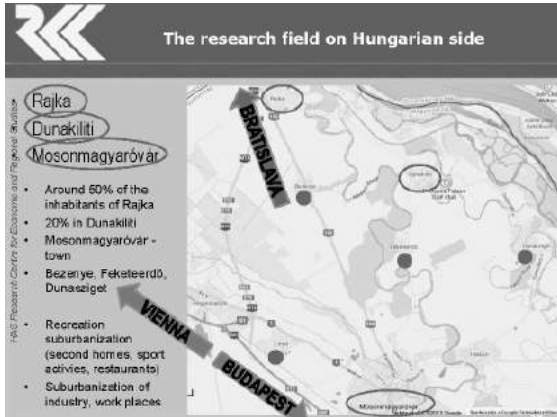 The research field on Hungarian side
Rajka
Dunakiliti
Mosonmagyaróvár
HAS Research Centre for Economic and Regional Studies
Around 60% of the
inhabitants of Rajka
20% in Dunakiliti
Mosonmagyaróvár -
town
Bezenye, Feketeerdő,
Dunasziget
Recreation
suburbanization
(second homes, sport
activies, restaurants)
Suburbanization of
industry, work places
BRATISLAVA
VIENNA
BUDAPEST
Rajka
Mosonmagyaróvár